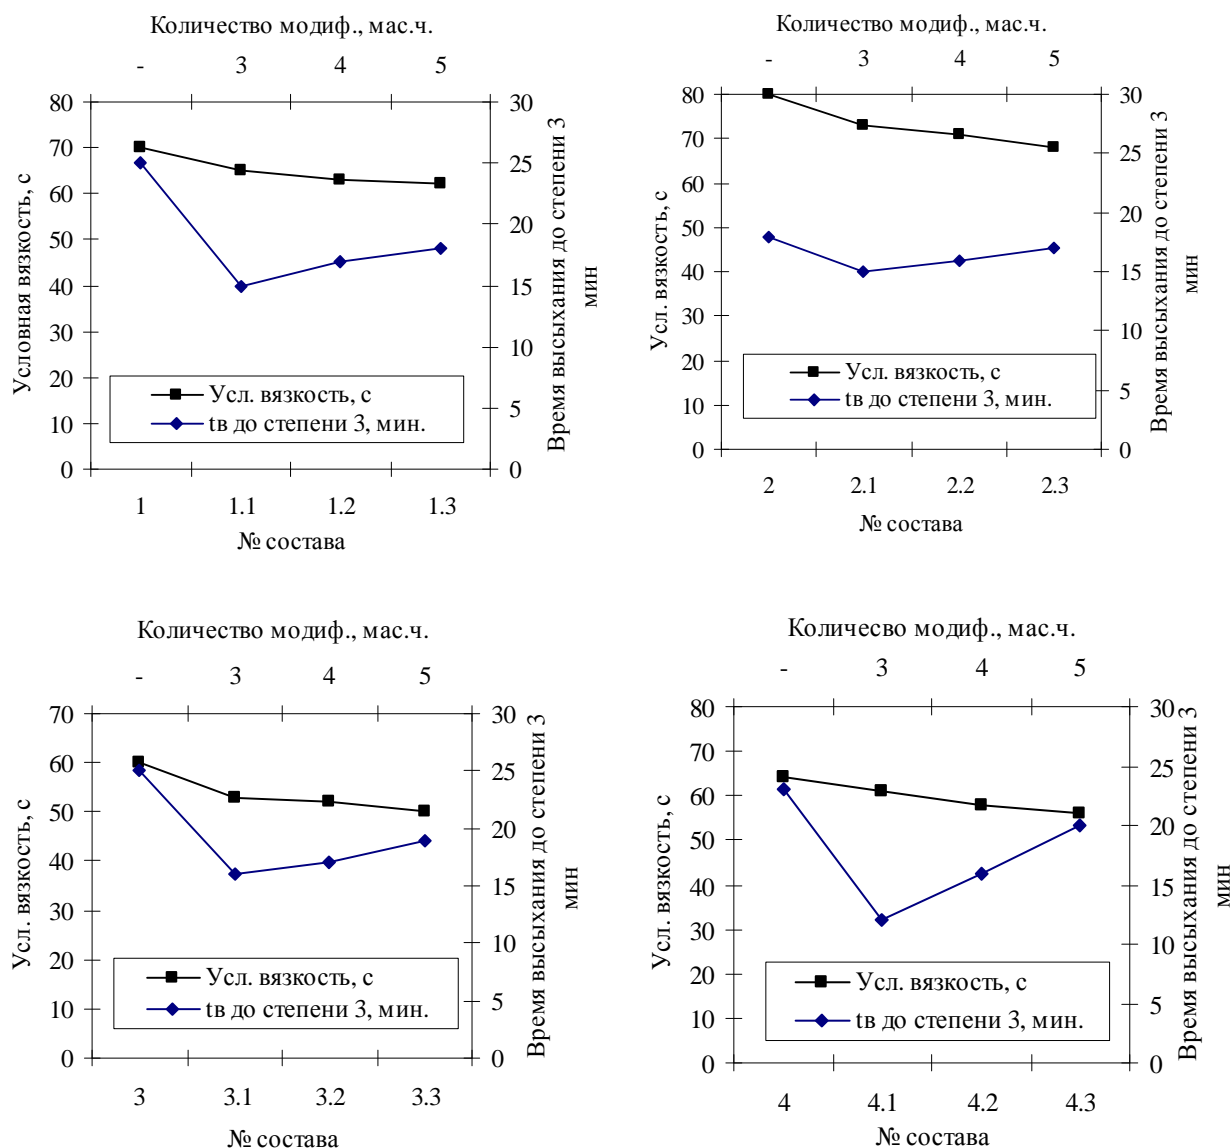 Количество модиф., мас.ч.
- 3 4 5
80
70
60
50
40
30
20
10
0
30
25
20
15
10
5
0
Условная вязкость, с
Время высыхания до степени 3
мин
Усл. вязкость, с
tв до степени 3, мин.
1 1.1 1.2 1.3
№ состава
Количество модиф., мас.ч.
- 3 4 5
80
70
60
50
40
30
20
10
0
30
25
20
15
10
5
0
Усл. вязкость, с
Время высыхания до степени 3
мин
Усл. вязкость, с
tв до степени 3, мин.
2 2.1 2.2 2.3
№ состава
Количество модиф., мас.ч.
- 3 4 5
70
60
50
40
30
20
10
0
30
25
20
15
10
5
0
Усл. вязкость, с
Время высыхания до степени 3
мин
Усл. вязкость, с
tв до степени 3, мин.
3 3.1 3.2 3.3
№ состава
Количесво модиф., мас.ч.
- 3 4 5
80
70
60
50
40
30
20
10
0
30
25
20
15
10
5
0
Усл. вязкость, с
Время высыхания до степени 3
мин
Усл. вязкость, с
tв до степени 3, мин.
4 4.1 4.2 4.3
№ состава